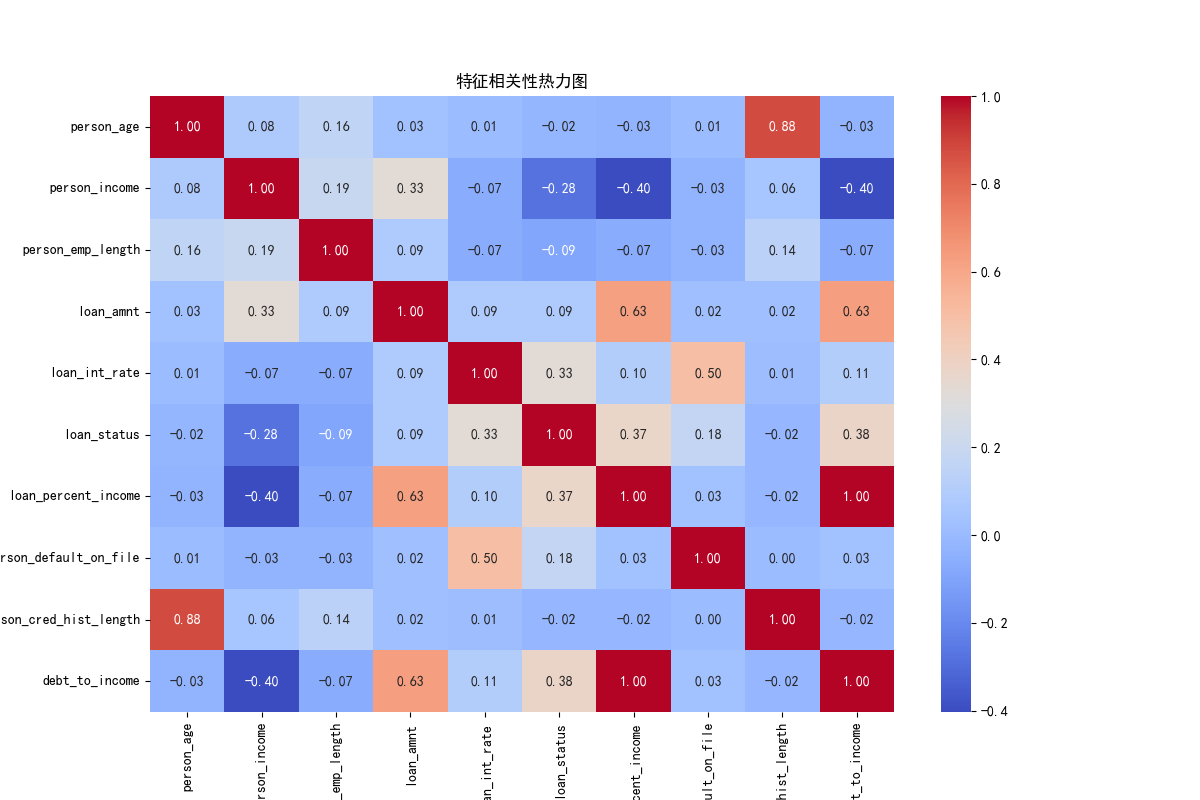 特征相关性热力图
person_age 1.00 0.08 0.16 0.03 0.01 -0.02 -0.03 0.01 0.88 -0.03
person_income 0.08 1.00 0.19 0.33 -0.07 -0.28 -0.40 -0.03 0.06 -0.40
person_emp_length 0.16 0.19 1.00 0.09 -0.07 -0.09 -0.07 -0.03 0.14 -0.07
loan_amnt 0.03 0.33 0.09 1.00 0.09 0.09 0.63 0.02 0.02 0.63
loan_int_rate 0.01 -0.07 -0.07 0.09 1.00 0.33 0.10 0.50 0.01 0.11
loan_status -0.02 -0.28 -0.09 0.09 0.33 1.00 0.37 0.18 -0.02 0.38
loan_percent_income -0.03 -0.40 -0.07 0.63 0.10 0.37 1.00 0.03 -0.02 1.00
rson_default_on_file 0.01 -0.03 -0.03 0.02 0.50 0.18 0.03 1.00 0.00 0.03
son_cred_hist_length 0.88 0.06 0.14 0.02 0.01 -0.02 -0.02 0.00 1.00 -0.02
debt_to_income -0.03 -0.40 -0.07 0.63 0.11 0.38 1.00 0.03 -0.02 1.00
person_age
rson_income
_emp_length
loan_amnt
an_int_rate
loan_status
cent_income
ult_on_file
hist_length
t_to_income
1.0
0.8
0.6
0.4
0.2
0.0
-0.2
-0.4